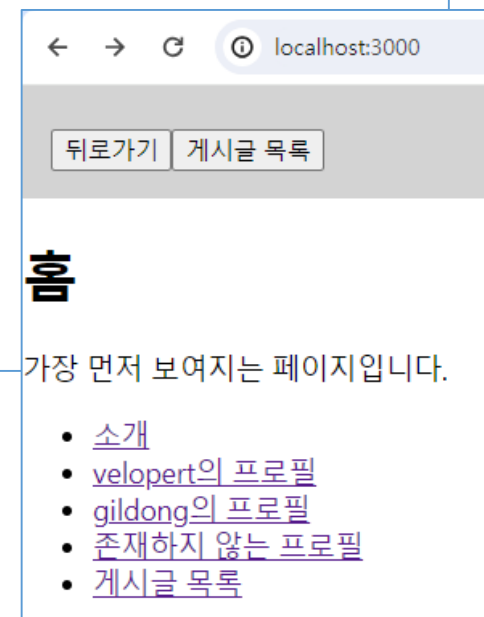 localhost:3000
뒤로가기 게시글 목록
홈
가장 먼저 보여지는 페이지입니다.
소개
velopert의 프로필
gildong의 프로필
존재하지 않는 프로필
게시글 목록